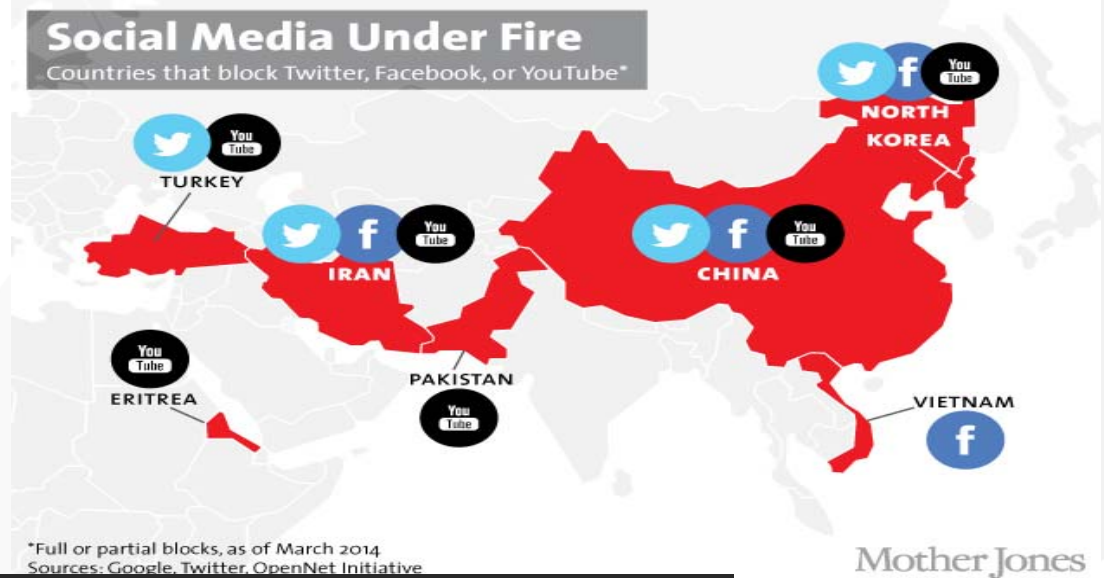 Social Media Under Fire
Countries that block Twitter, Facebook, or YouTube*
You
Tube
NORTH
KOREA
You
Tube
TURKEY
You
Tube
IRAN
You
Tube
CHINA
You
Tube
ERITREA
PAKISTAN
You
Tube
VIETNAM
*Full or partial blocks, as of March 2014
Sources: Google, Twitter, OpenNet Initiative
Mother Jones